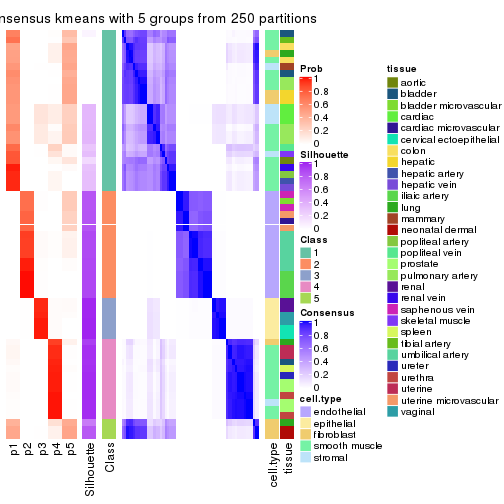 nsensus kmeans with 5 groups from 250 partitions
p1
p2
p3
p4
p5
Silhouette
Class
cell.type
tissue
Prob
1
0.8
0.6
0.4
0.2
0
Silhouette
1
0.8
0.6
0.4
0.2
0
Class
1
2
3
4
5
Consensus
1
0.8
0.6
0.4
0.2
0
cell.type
endothelial
epithelial
fibroblast
smooth muscle
stromal
tissue
aortic
bladder
bladder microvascular
cardiac
cardiac microvascular
cervical ectoepithelial
colon
hepatic
hepatic artery
hepatic vein
iliaic artery
lung
mammary
neonatal dermal
popliteal artery
popliteal vein
prostate
pulmonary artery
renal
renal vein
saphenous vein
skeletal muscle
spleen
tibial artery
umbilical artery
ureter
urethra
uterine
uterine microvascular
vaginal